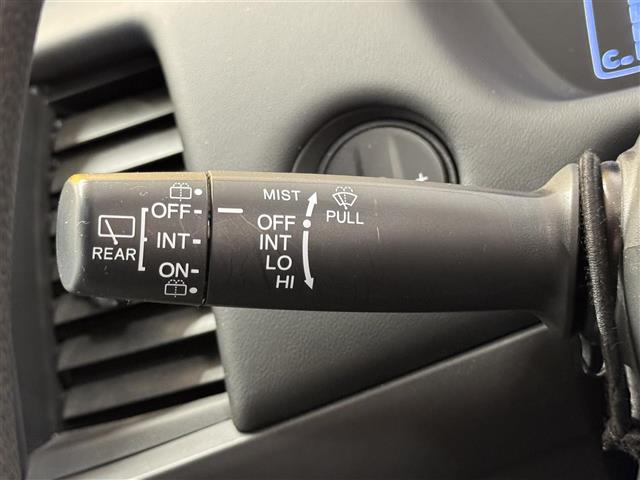 REAR
OFF
INT
ON
MIST
OFF
INT
LO
HI
PULL
+